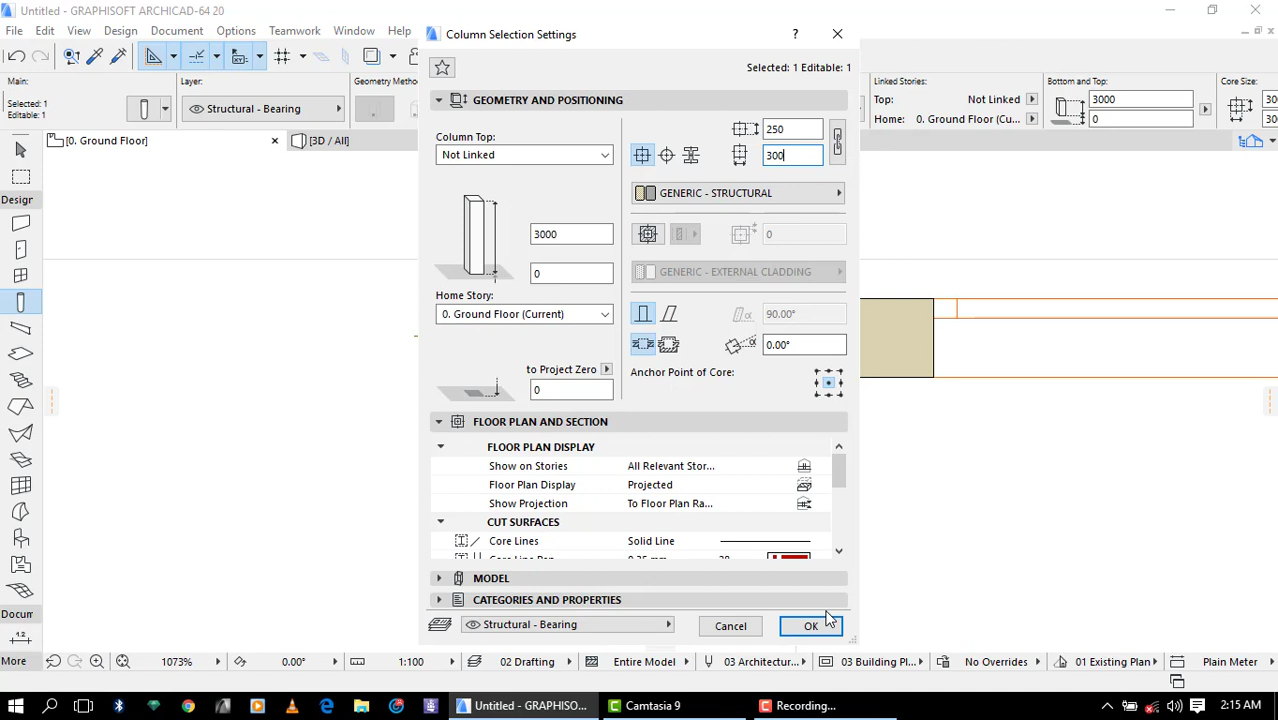 Untitled - GRAPHISOFT ARCHICAD-64 20
File Edit View Design Document Options Teamwork Window Help
Column Selection Settings
?
Selected: 1 Editable: 1
Main:
Selected: 1
Editable: 1
Layer:
Structural - Bearing
Geometry Method
Linked Stories:
Top: Not Linked
Home: 0. Ground Floor (Cu...
Bottom and Top:
3000
0
Core Size:
[0. Ground Floor]
[3D / All]
Design
Docum
More
GEOMETRY AND POSITIONING
Column Top:
Not Linked
250
300
GENERIC - STRUCTURAL
3000
0
0
GENERIC - EXTERNAL CLADDING
Home Story:
0. Ground Floor (Current)
90.00°
0.00°
to Project Zero
0
Anchor Point of Core:
FLOOR PLAN AND SECTION
FLOOR PLAN DISPLAY
Show on Stories All Relevant Stor...
Floor Plan Display Projected
Show Projection To Floor Plan Ra...
CUT SURFACES
Core Lines Solid Line
MODEL
CATEGORIES AND PROPERTIES
Structural - Bearing
Cancel
OK
1073%
0.00°
1:100
02 Drafting
Entire Model
03 Architectur...
03 Building Pl...
No Overrides
01 Existing Plan
Plain Meter
Untitled - GRAPHISO...
Camtasia 9
Recording...
2:15 AM